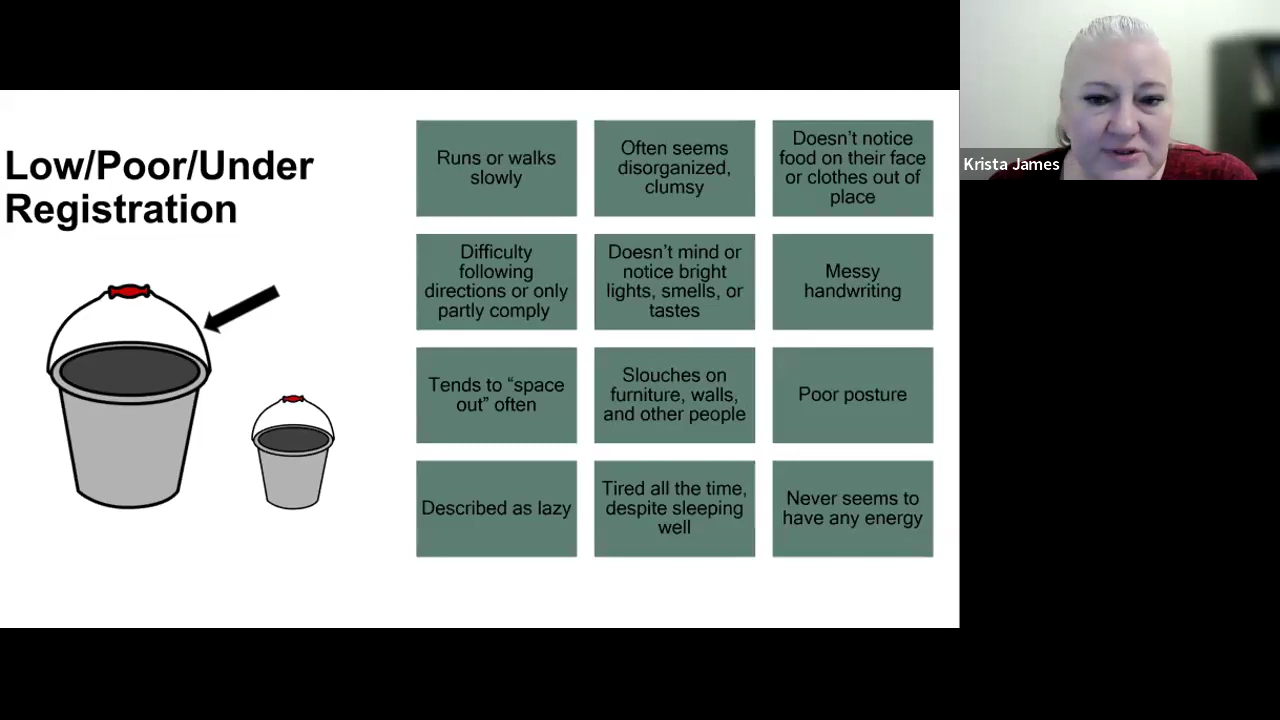 Low/Poor/Under
Registration
Runs or walks
slowly
Often seems
disorganized,
clumsy
Doesn’t notice
food on their face
or clothes out of
place
Difficulty
following
directions or only
partly comply
Doesn’t mind or
notice bright
lights, smells, or
tastes
Messy
handwriting
Tends to “space
out” often
Slouches on
furniture, walls,
and other people
Poor posture
Described as lazy
Tired all the time,
despite sleeping
well
Never seems to
have any energy
Krista James